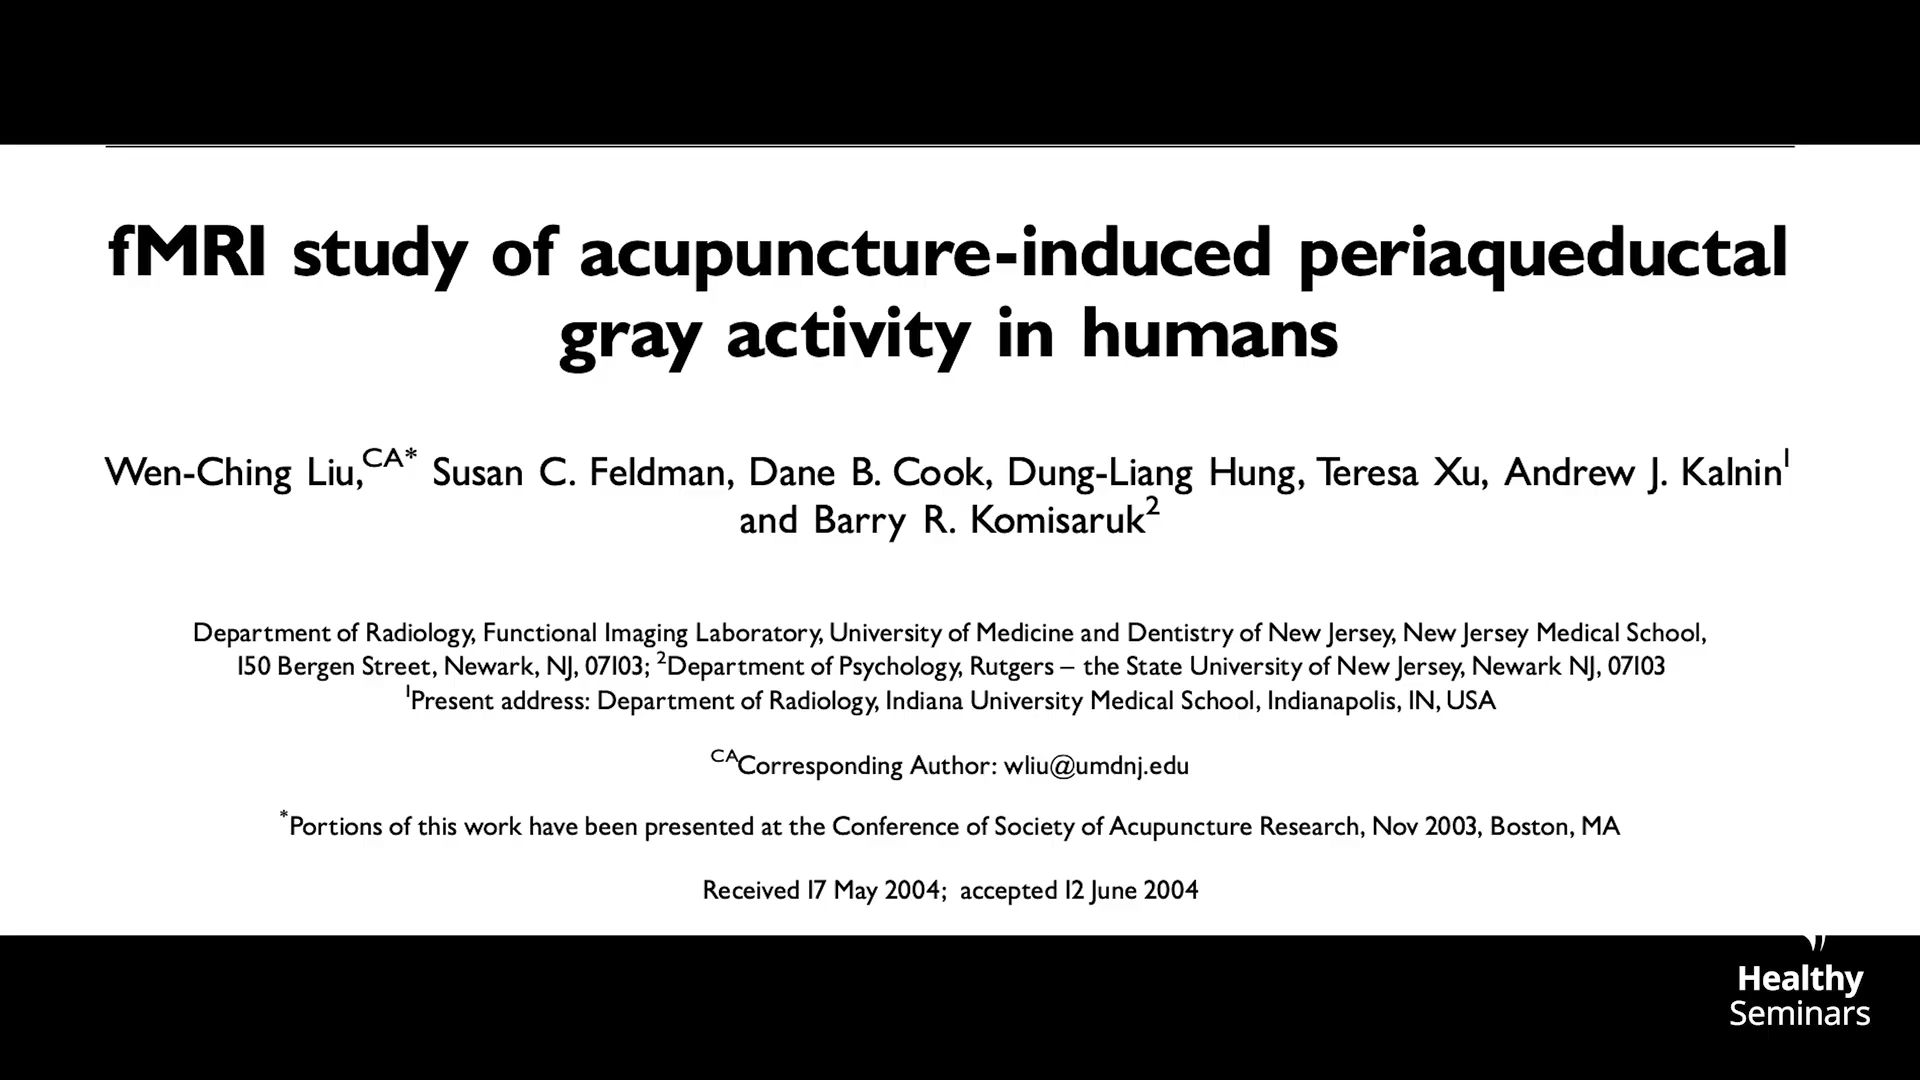 fMRI study of acupuncture-induced periaqueductal
gray activity in humans
Wen-Ching Liu,CA* Susan C. Feldman, Dane B. Cook, Dung-Liang Hung, Teresa Xu, Andrew J. Kalnin1
and Barry R. Komisaruk2
Department of Radiology, Functional Imaging Laboratory, University of Medicine and Dentistry of New Jersey, New Jersey Medical School,
150 Bergen Street, Newark, NJ, 07103; 2Department of Psychology, Rutgers – the State University of New Jersey, Newark NJ, 07103
1Present address: Department of Radiology, Indiana University Medical School, Indianapolis, IN, USA
CACorresponding Author: wliu@umdnj.edu
*Portions of this work have been presented at the Conference of Society of Acupuncture Research, Nov 2003, Boston, MA
Received 17 May 2004; accepted 12 June 2004
Healthy
Seminars